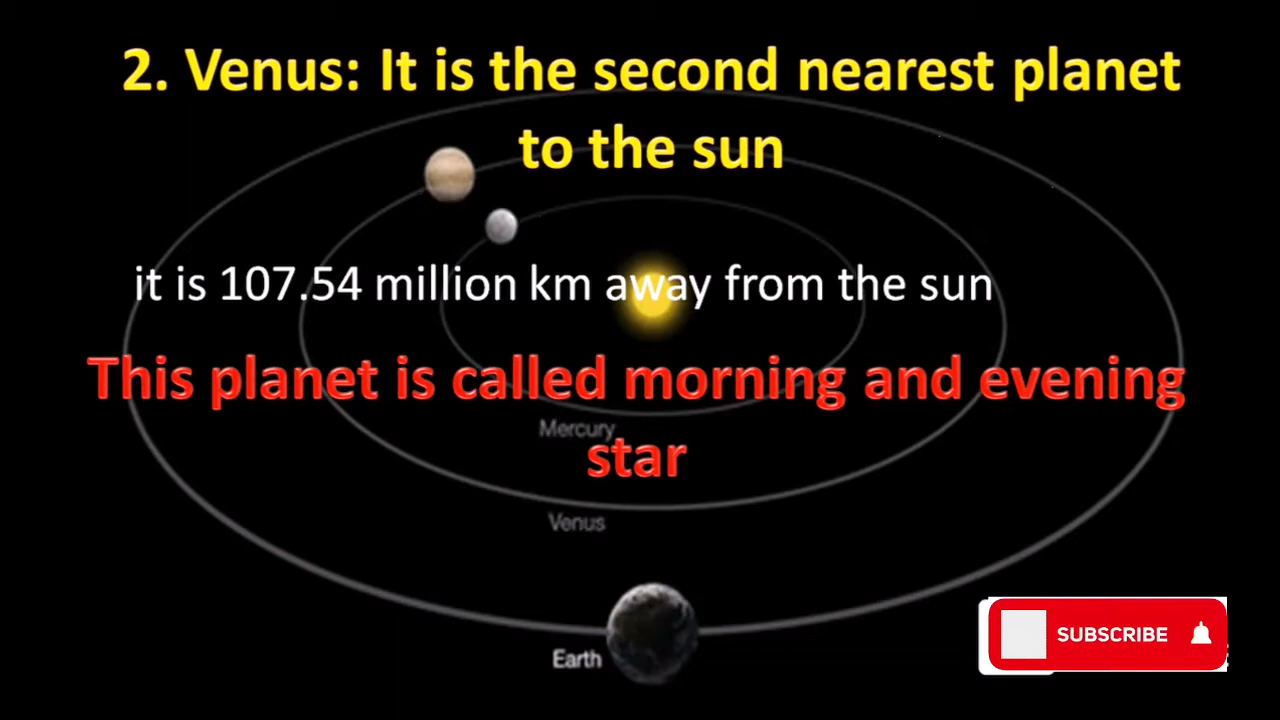 2. Venus: It is the second nearest planet
to the sun
it is 107.54 million km away from the sun
This planet is called morning and evening
Mercury
star
Venus
Earth
SUBSCRIBE